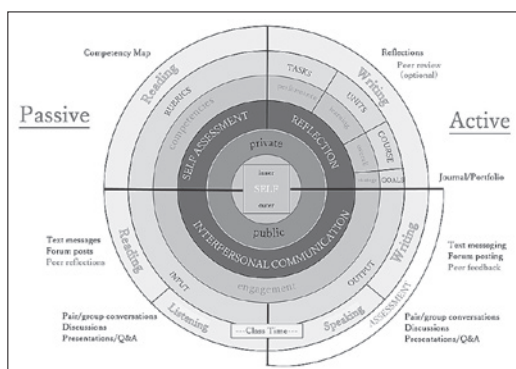 Competency Map
Reading
RUBRICS
competencies
Passive
Reflections
Peer review
(optional)
Writing
TASKS
UNITS
COURSE
GOALS
Active
Journal/Portfolio
SELF ASSESSMENT
REFLECTION
private
inner
SELF
outer
public
INTERPERSONAL COMMUNICATION
engagement
Text messages
Forum posts
Peer reflections
Reading
INPUT
Listening
Pair/group conversations
Discussions
Presentations/Q&A
---Class Time---
OUTPUT
Writing
Speaking
ASSESSMENT
Text messaging
Forum posting
Peer feedback
Pair/group conversations
Discussions
Presentations/Q&A